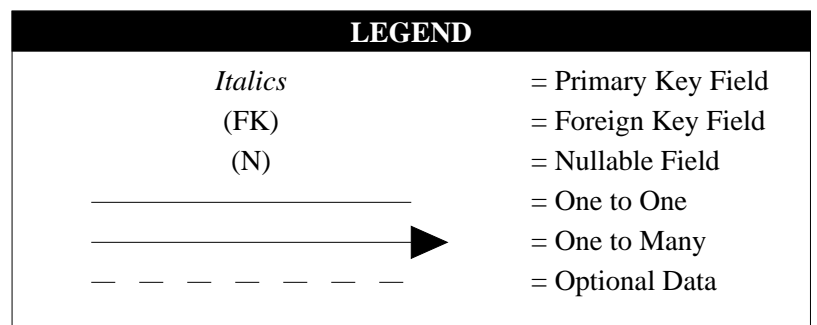 LEGEND
Italics = Primary Key Field
(FK) = Foreign Key Field
(N) = Nullable Field
= One to One
= One to Many
= Optional Data